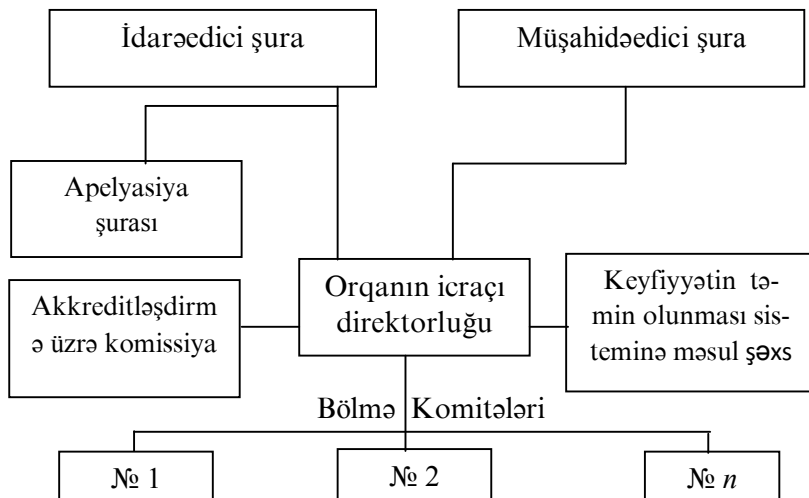 İdarəedici şura
Müşahidəedici şura
Apelyasiya
şurası
Orqanın icraçı
direktorluğu
Akkreditləşdirm
ə üzrə komissiya
Keyfiyyətin tə-
min olunması sis-
teminə məsul şəxs
Bölmə Komitələri
№ 1
№ 2
№ n